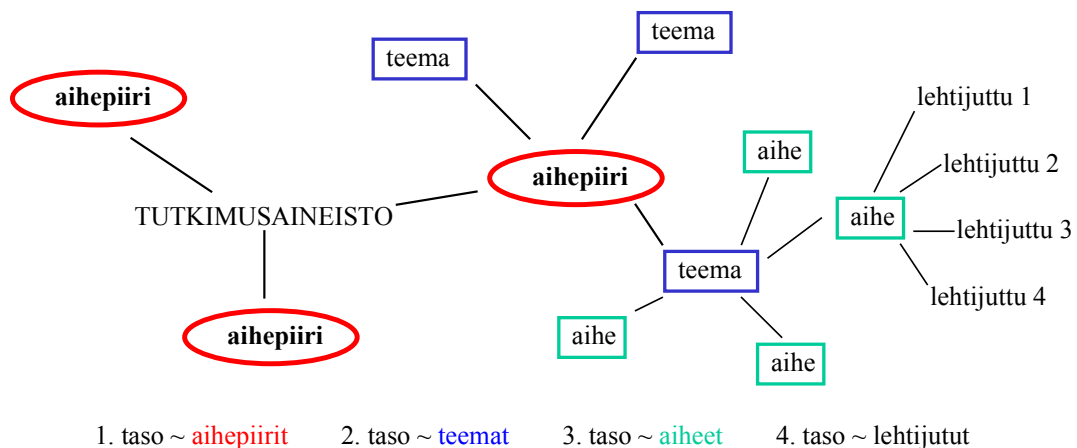 teema
teema
aihepiiri
lehtijuttu 1
aihe
lehtijuttu 2
aihepiiri
TUTKIMUSAINEISTO
aihe
lehtijuttu 3
teema
lehtijuttu 4
aihepiiri
aihe
aihe
1. taso ~ aihepiirit 2. taso ~ teemat 3. taso ~ aiheet 4. taso ~ lehtijutut